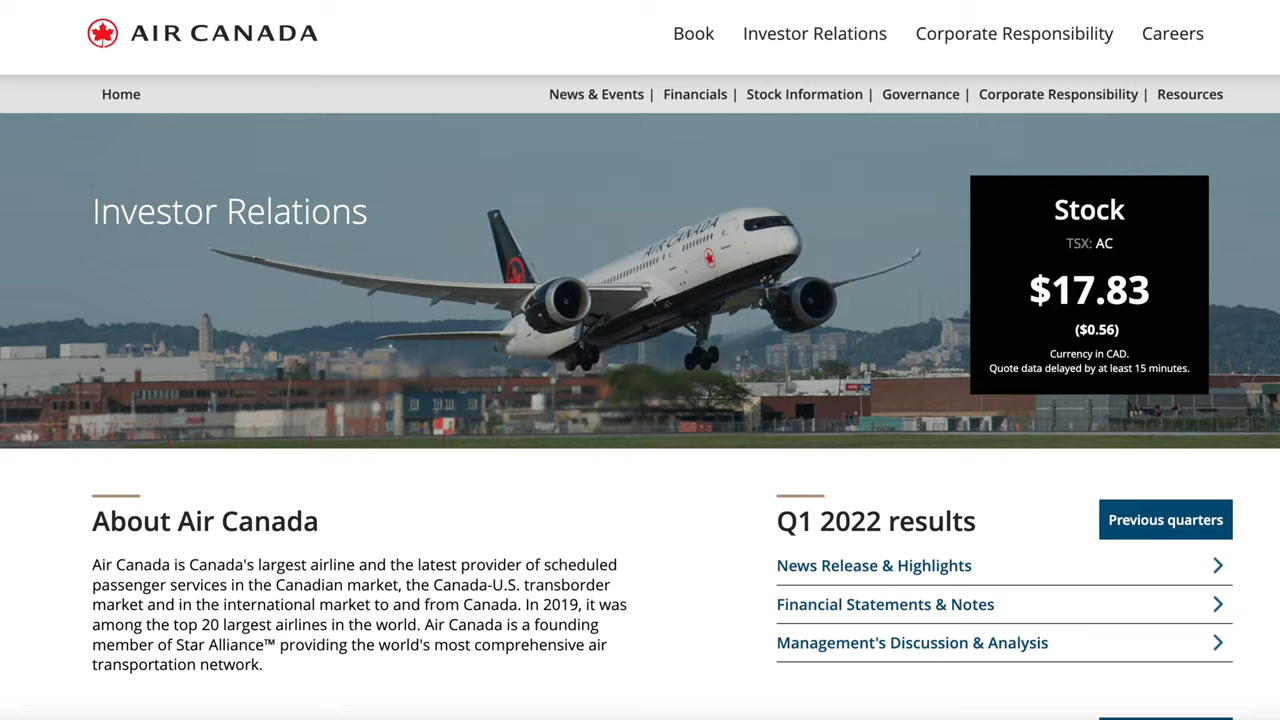 AIR CANADA
Book
Investor Relations
Corporate Responsibility
Careers
Home
News & Events |
Financials |
Stock Information |
Governance |
Corporate Responsibility |
Resources
Investor Relations
AIR CANADA
Stock
TSX: AC
$17.83
($0.56)
Currency in CAD.
Quote data delayed by at least 15 minutes.
About Air Canada
Air Canada is Canada's largest airline and the latest provider of scheduled
passenger services in the Canadian market, the Canada-U.S. transborder
market and in the international market to and from Canada. In 2019, it was
among the top 20 largest airlines in the world. Air Canada is a founding
member of Star Alliance™ providing the world's most comprehensive air
transportation network.
Q1 2022 results
Previous quarters
News Release & Highlights
Financial Statements & Notes
Management's Discussion & Analysis